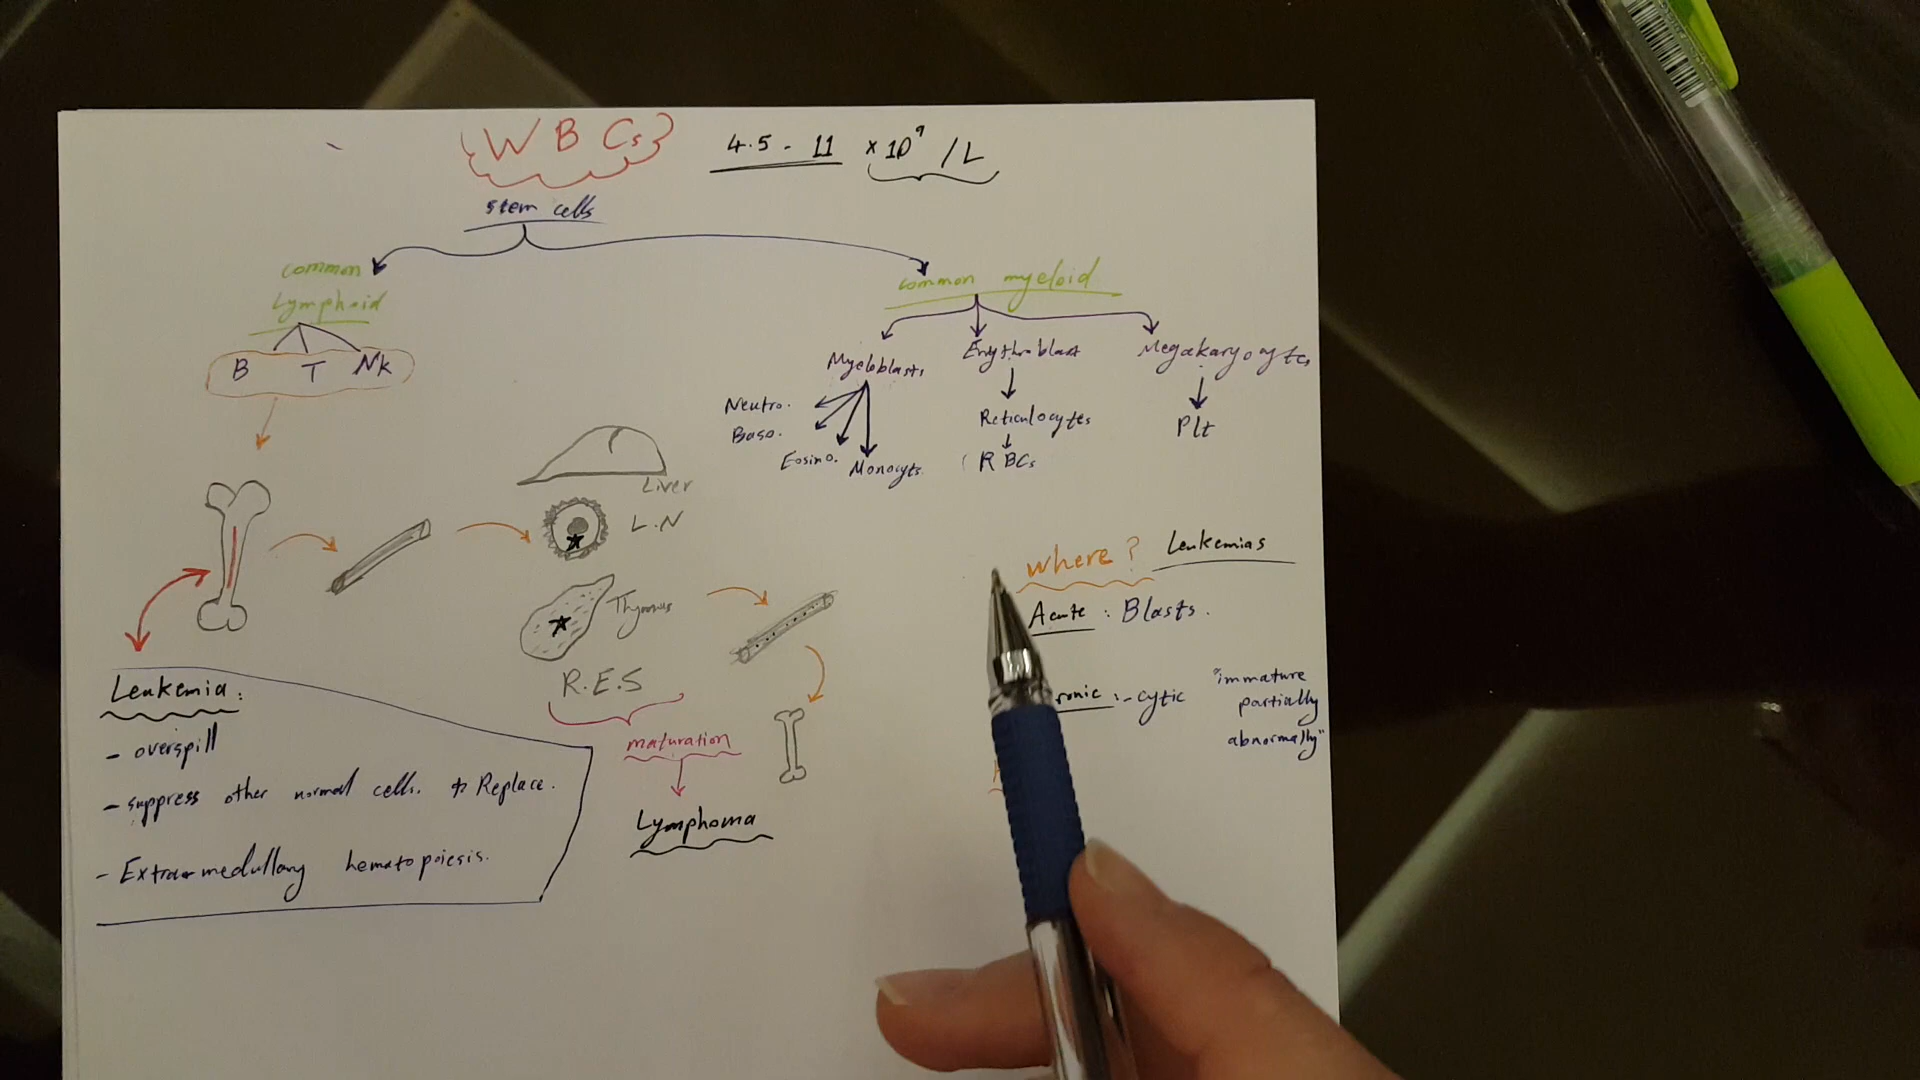 WBCs
4.5 - 11 x10⁹ /L
stem cells
common
Lymphoid
common myeloid
B T Nk
Myeloblasts
Erythroblast
Megakaryocytes
Neutro.
Baso.
Eosino.
Monocyts
Reticulocytes
RBCs
Plt
Liver
L.N
Thymus
R.E.S
maturation
Lymphoma
Leukemia:
- overspill
- suppress other normal cells. & Replace.
- Extramedullary hematopoiesis.
where? Leukemias
Acute : Blasts.
ronic :-cytic
"immature
partially
abnormally"